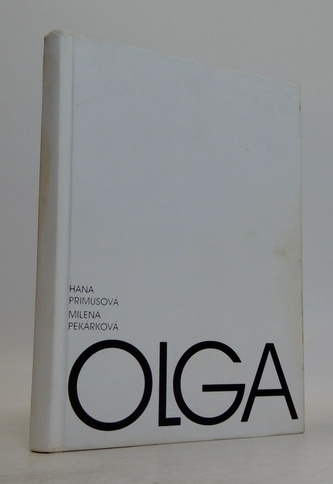 HANA
PRIMUSOVÁ
MILENA
PEKÁRKOVÁ
OLGA